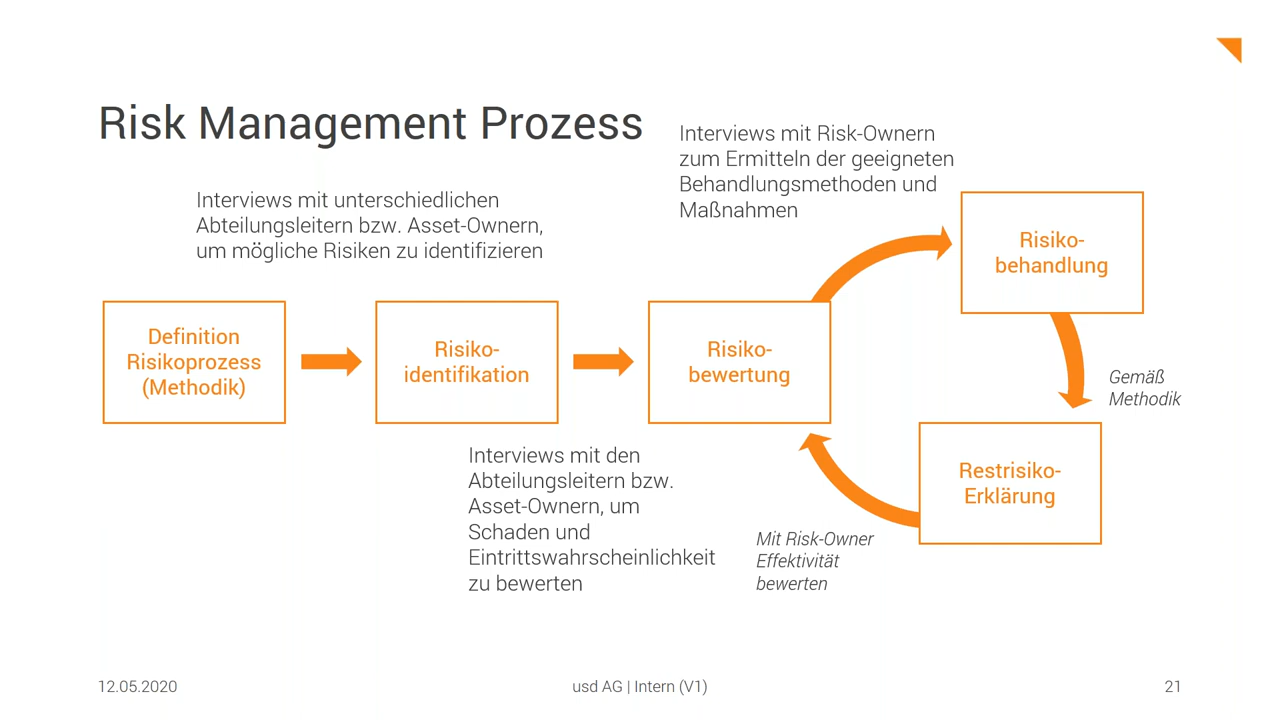 Risk Management Prozess
Interviews mit Risk-Ownern
zum Ermitteln der geeigneten
Behandlungsmethoden und
Maßnahmen
Interviews mit unterschiedlichen
Abteilungsleitern bzw. Asset-Ownern,
um mögliche Risiken zu identifizieren
Definition
Risikoprozess
(Methodik)
Risiko-
identifikation
Risiko-
bewertung
Risiko-
behandlung
Gemäß
Methodik
Restrisiko-
Erklärung
Interviews mit den
Abteilungsleitern bzw.
Asset-Ownern, um
Schaden und
Eintrittswahrscheinlichkeit
zu bewerten
Mit Risk-Owner
Effektivität
bewerten
12.05.2020
usd AG | Intern (V1)
21